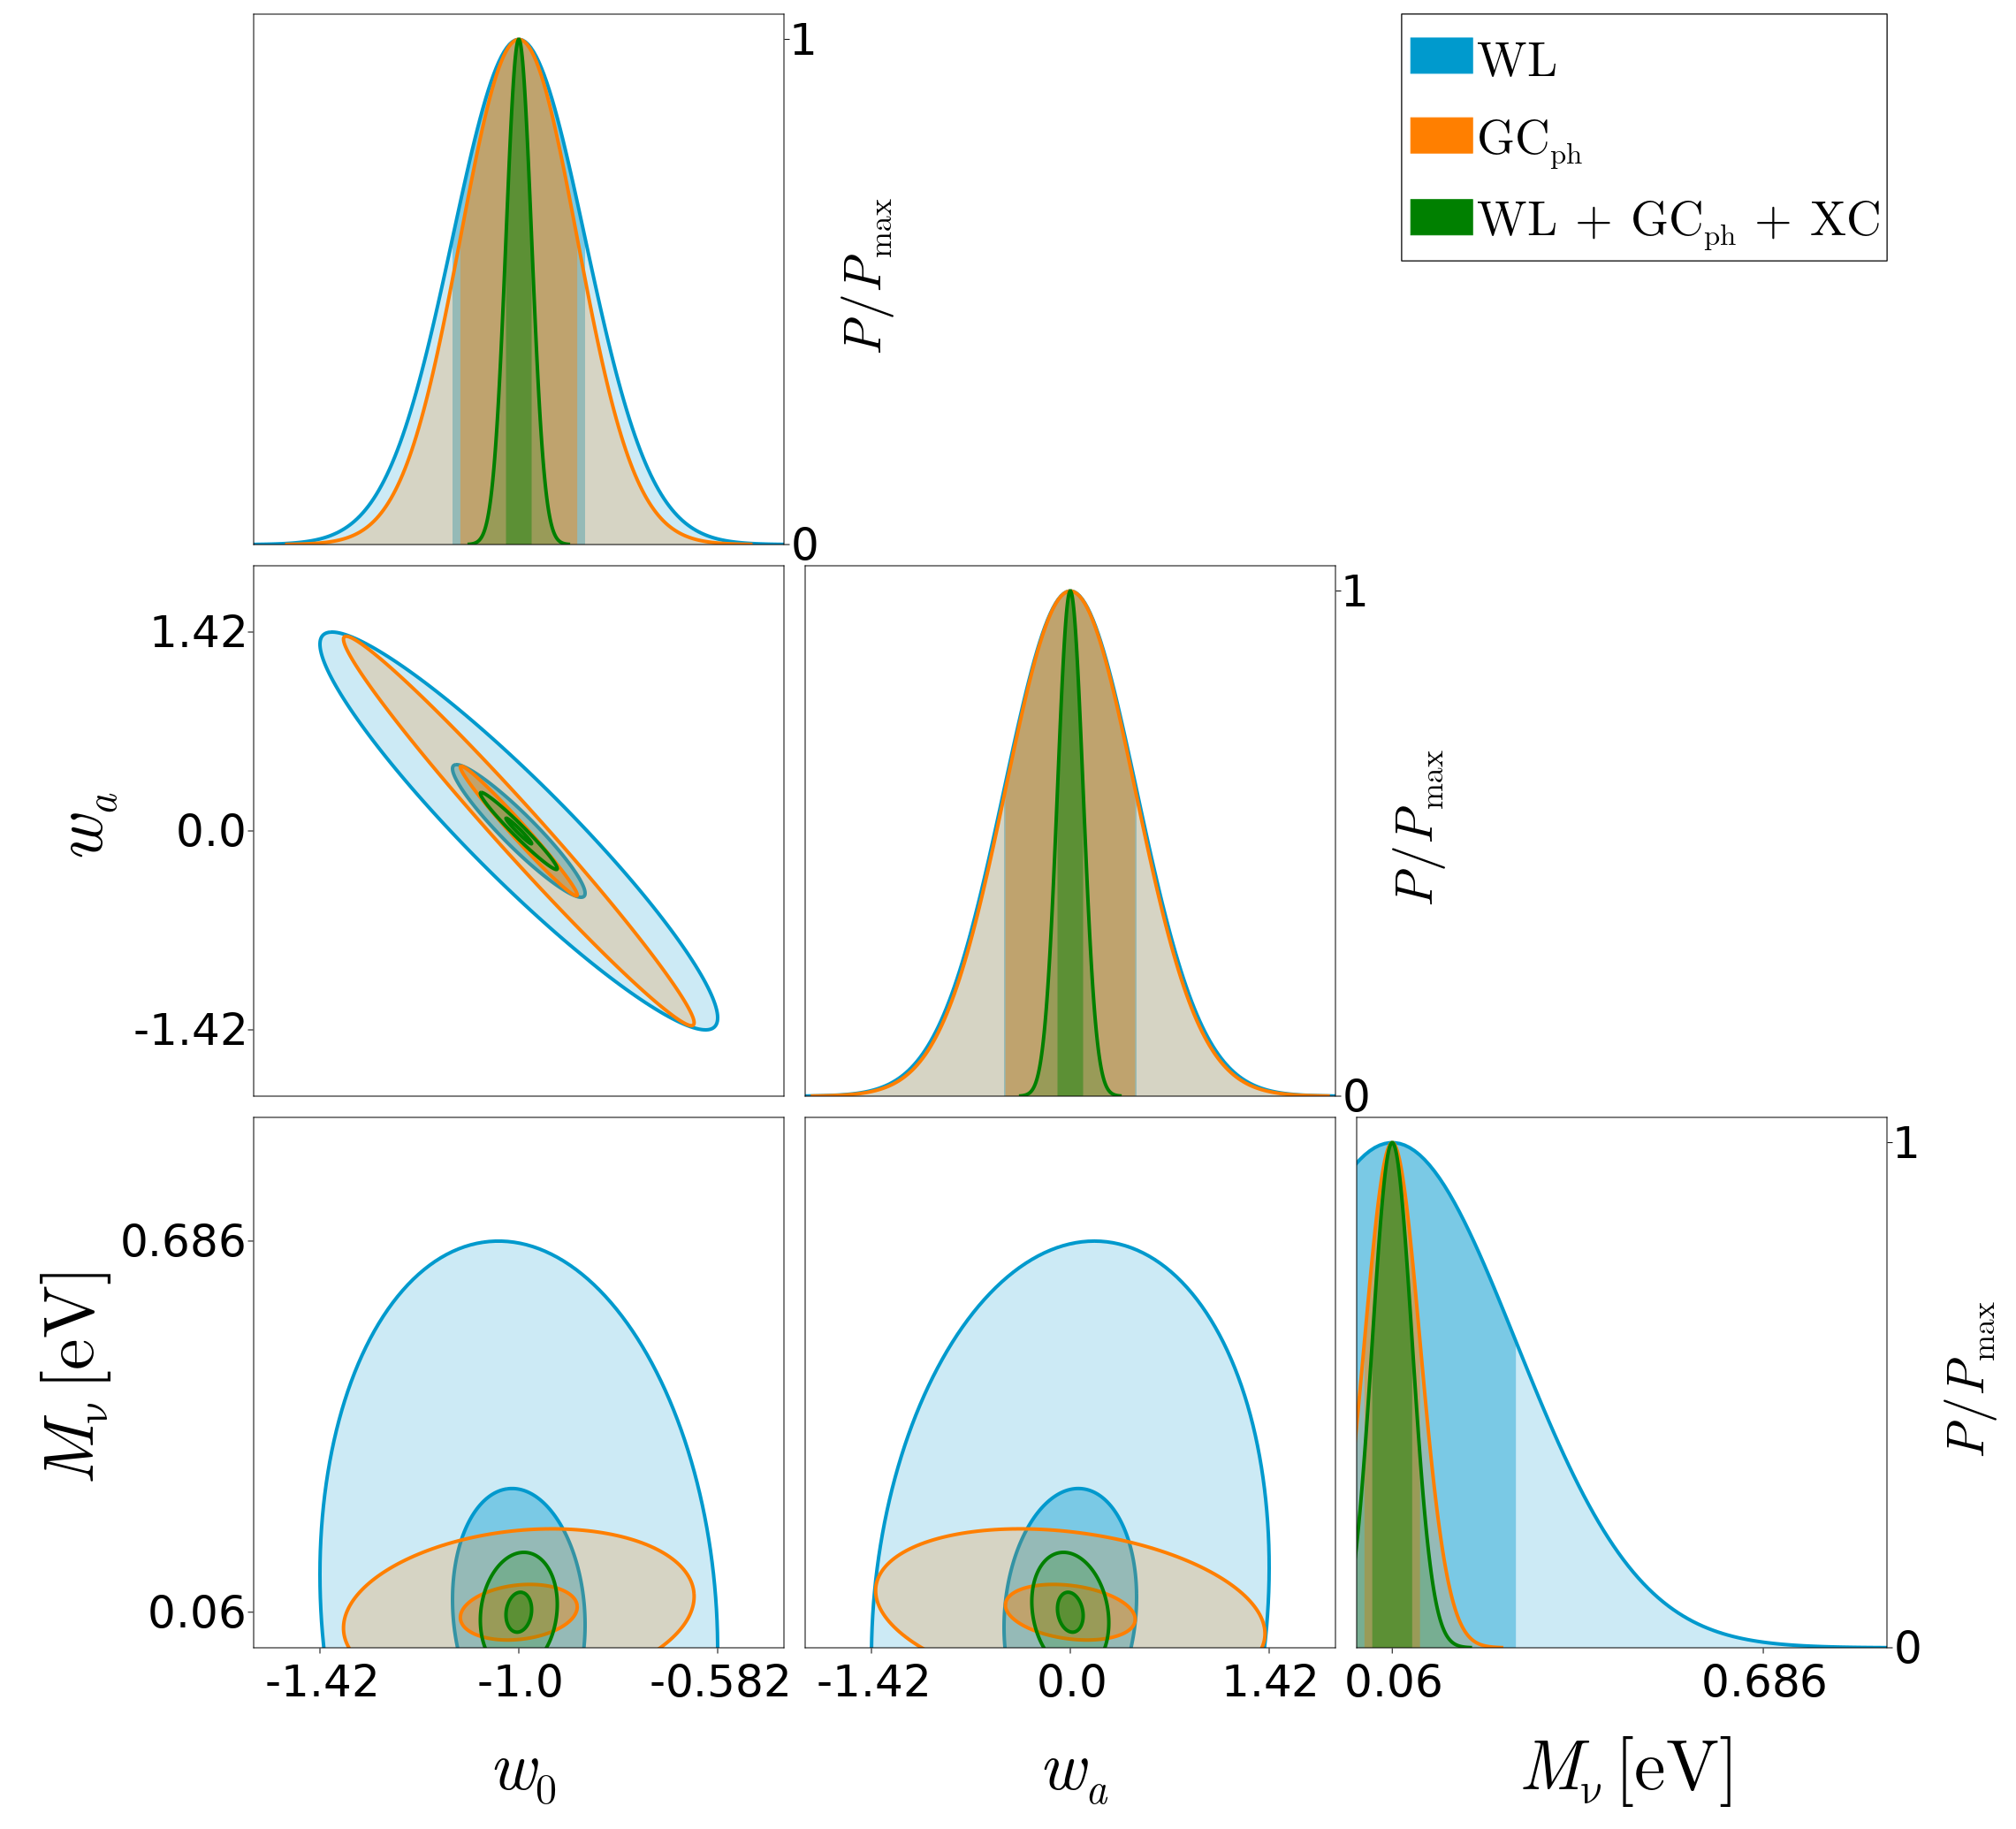 1
WL
GC_ph
WL + GC_ph + XC
P/P_max
0
1.42
0.0
-1.42
w_a
1
P/P_max
0
0.686
0.06
M_ν [eV]
1
P/P_max
0
-1.42 -1.0 -0.582 -1.42 0.0 1.42 0.06 0.686
w_0 w_a M_ν [eV]